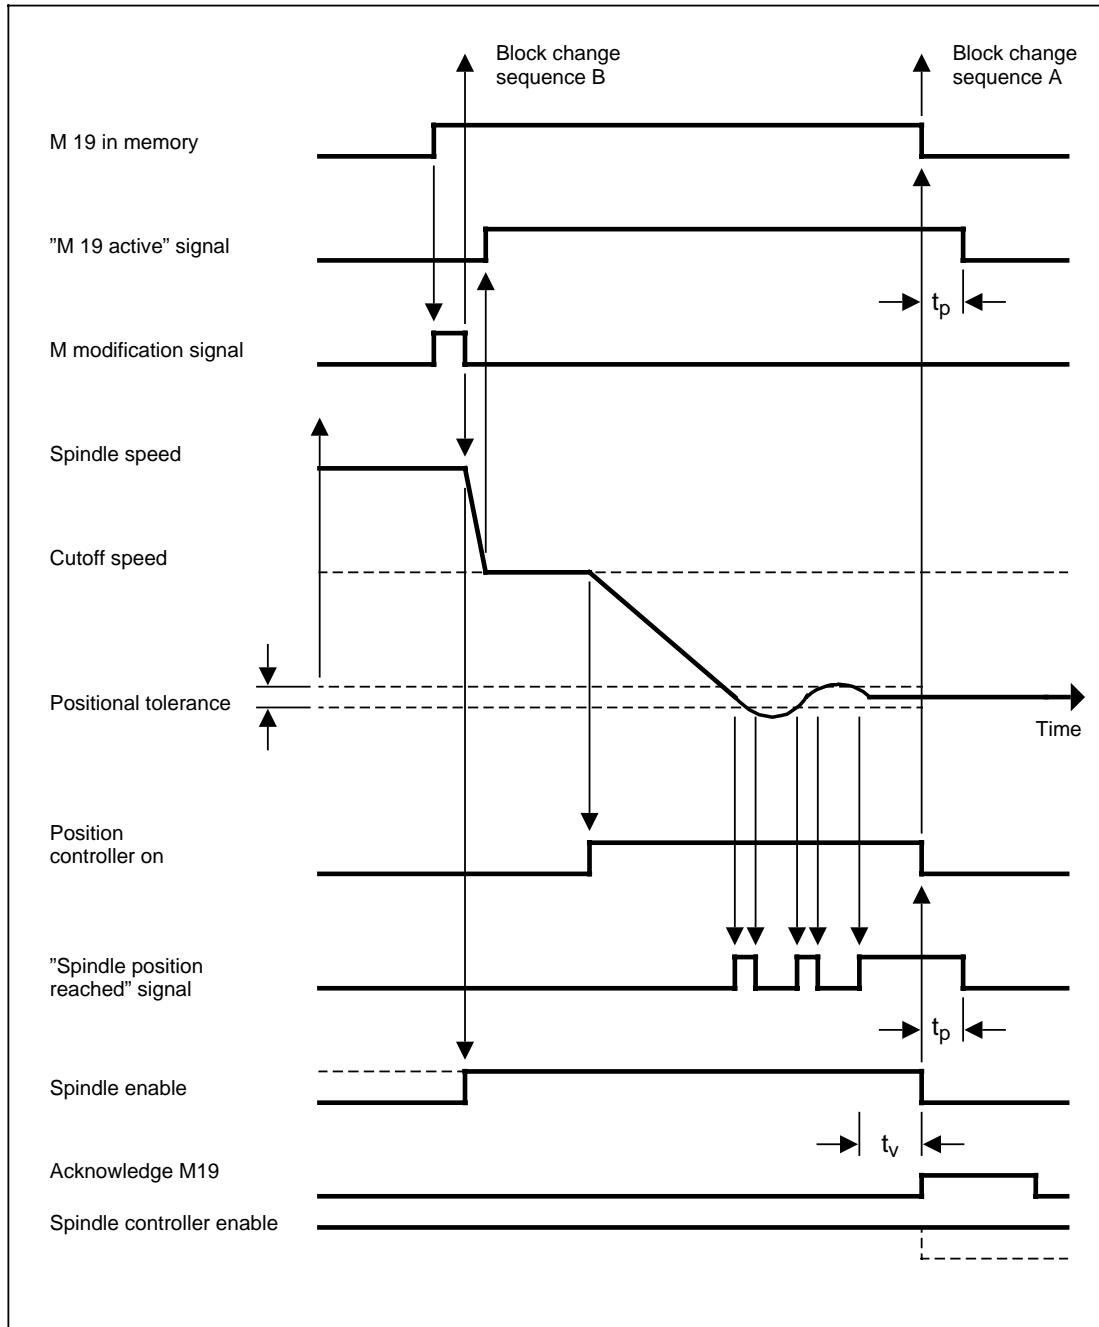 Block change
sequence B
Block change
sequence A
M 19 in memory
”M 19 active” signal
tp
M modification signal
Spindle speed
Cutoff speed
Positional tolerance
Time
Position
controller on
”Spindle position
reached” signal
tp
Spindle enable
tv
Acknowledge M19
Spindle controller enable